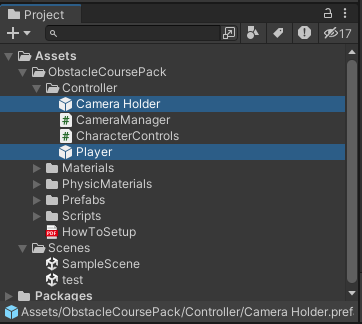 Project
17
Assets
ObstacleCoursePack
Controller
Camera Holder
CameraManager
CharacterControls
Player
Materials
PhysicMaterials
Prefabs
Scripts
HowToSetup
Scenes
SampleScene
test
Packages
Assets/ObstacleCoursePack/Controller/Camera Holder.pref